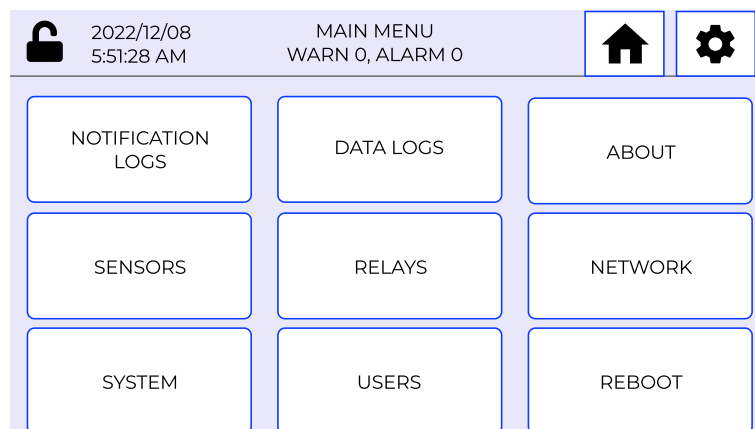 2022/12/08
5:51:28 AM
MAIN MENU
WARN 0, ALARM 0
NOTIFICATION
LOGS
DATA LOGS
ABOUT
SENSORS
RELAYS
NETWORK
SYSTEM
USERS
REBOOT